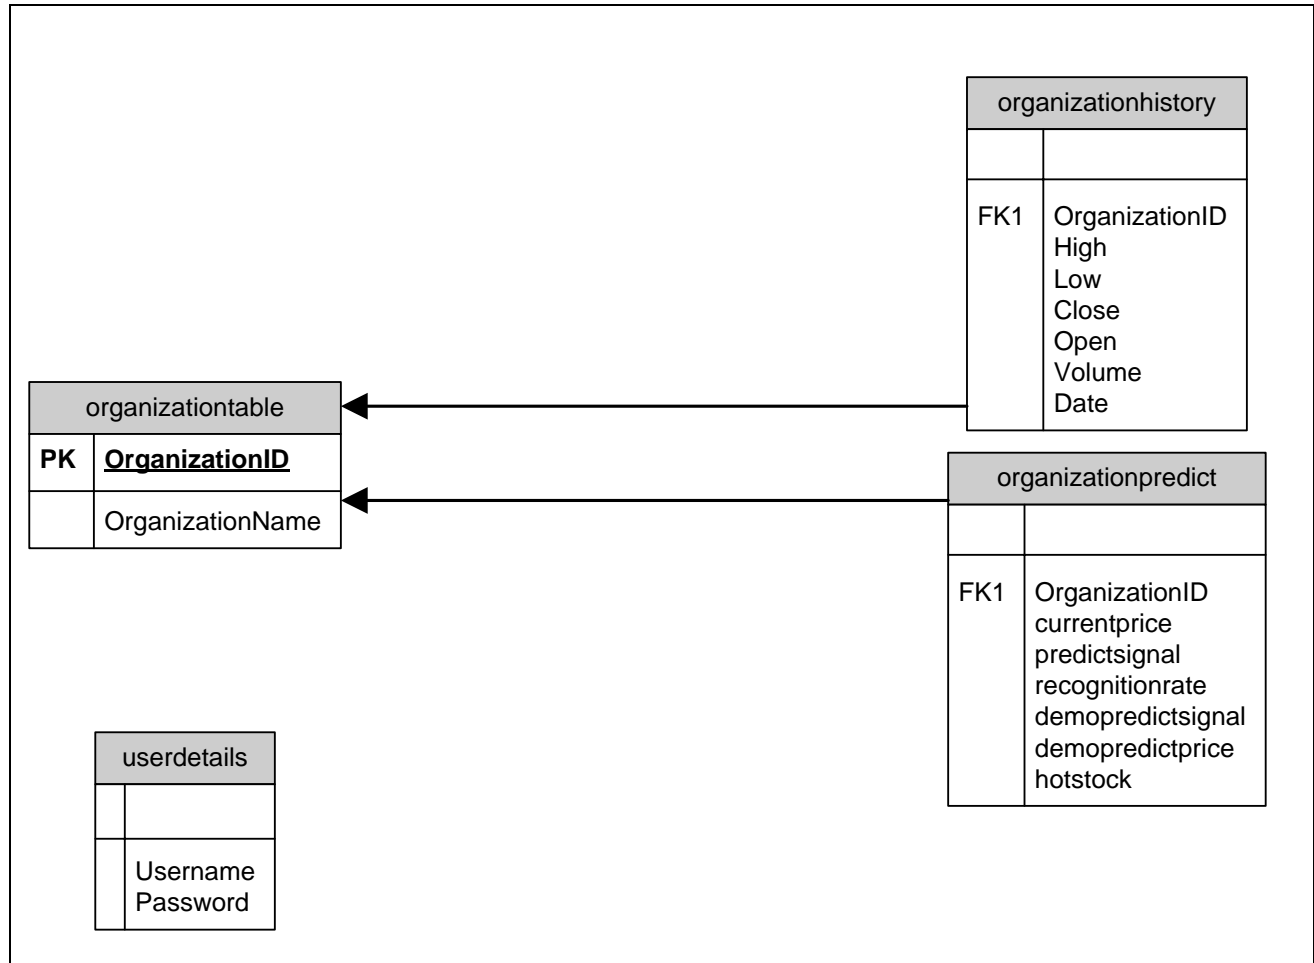 organizationhistory
FK1 OrganizationID
High
Low
Close
Open
Volume
Date
organizationtable
PK OrganizationID
OrganizationName
organizationpredict
FK1 OrganizationID
currentprice
predictsignal
recognitionrate
demopredictsignal
demopredictprice
hotstock
userdetails
Username
Password